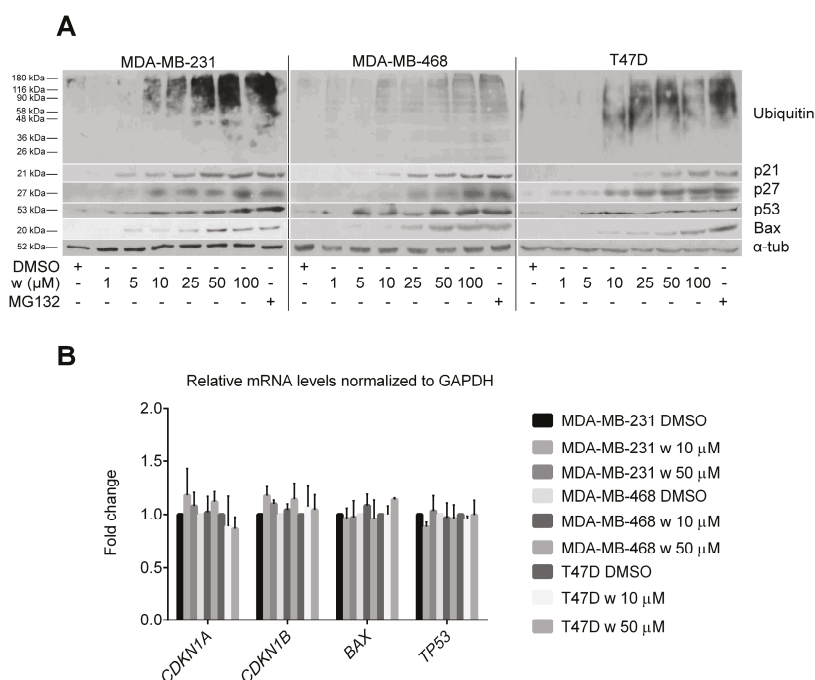 A
MDA-MB-231 MDA-MB-468 T47D
180 kDa
116 kDa
90 kDa
58 kDa
48 kDa
36 kDa
26 kDa
Ubiquitin
21 kDa p21
27 kDa p27
53 kDa p53
20 kDa Bax
52 kDa α-tub
DMSO + - - - - - - - + - - - - - - - + - - - - - - -
w (µM) - 1 5 10 25 50 100 - - 1 5 10 25 50 100 - - 1 5 10 25 50 100 -
MG132 - - - - - - - + - - - - - - - + - - - - - - - +
B
Relative mRNA levels normalized to GAPDH
2.0
1.5
1.0
0.5
0.0
Fold change
CDKN1A CDKN1B BAX TP53
MDA-MB-231 DMSO
MDA-MB-231 w 10 µM
MDA-MB-231 w 50 µM
MDA-MB-468 DMSO
MDA-MB-468 w 10 µM
MDA-MB-468 w 50 µM
T47D DMSO
T47D w 10 µM
T47D w 50 µM